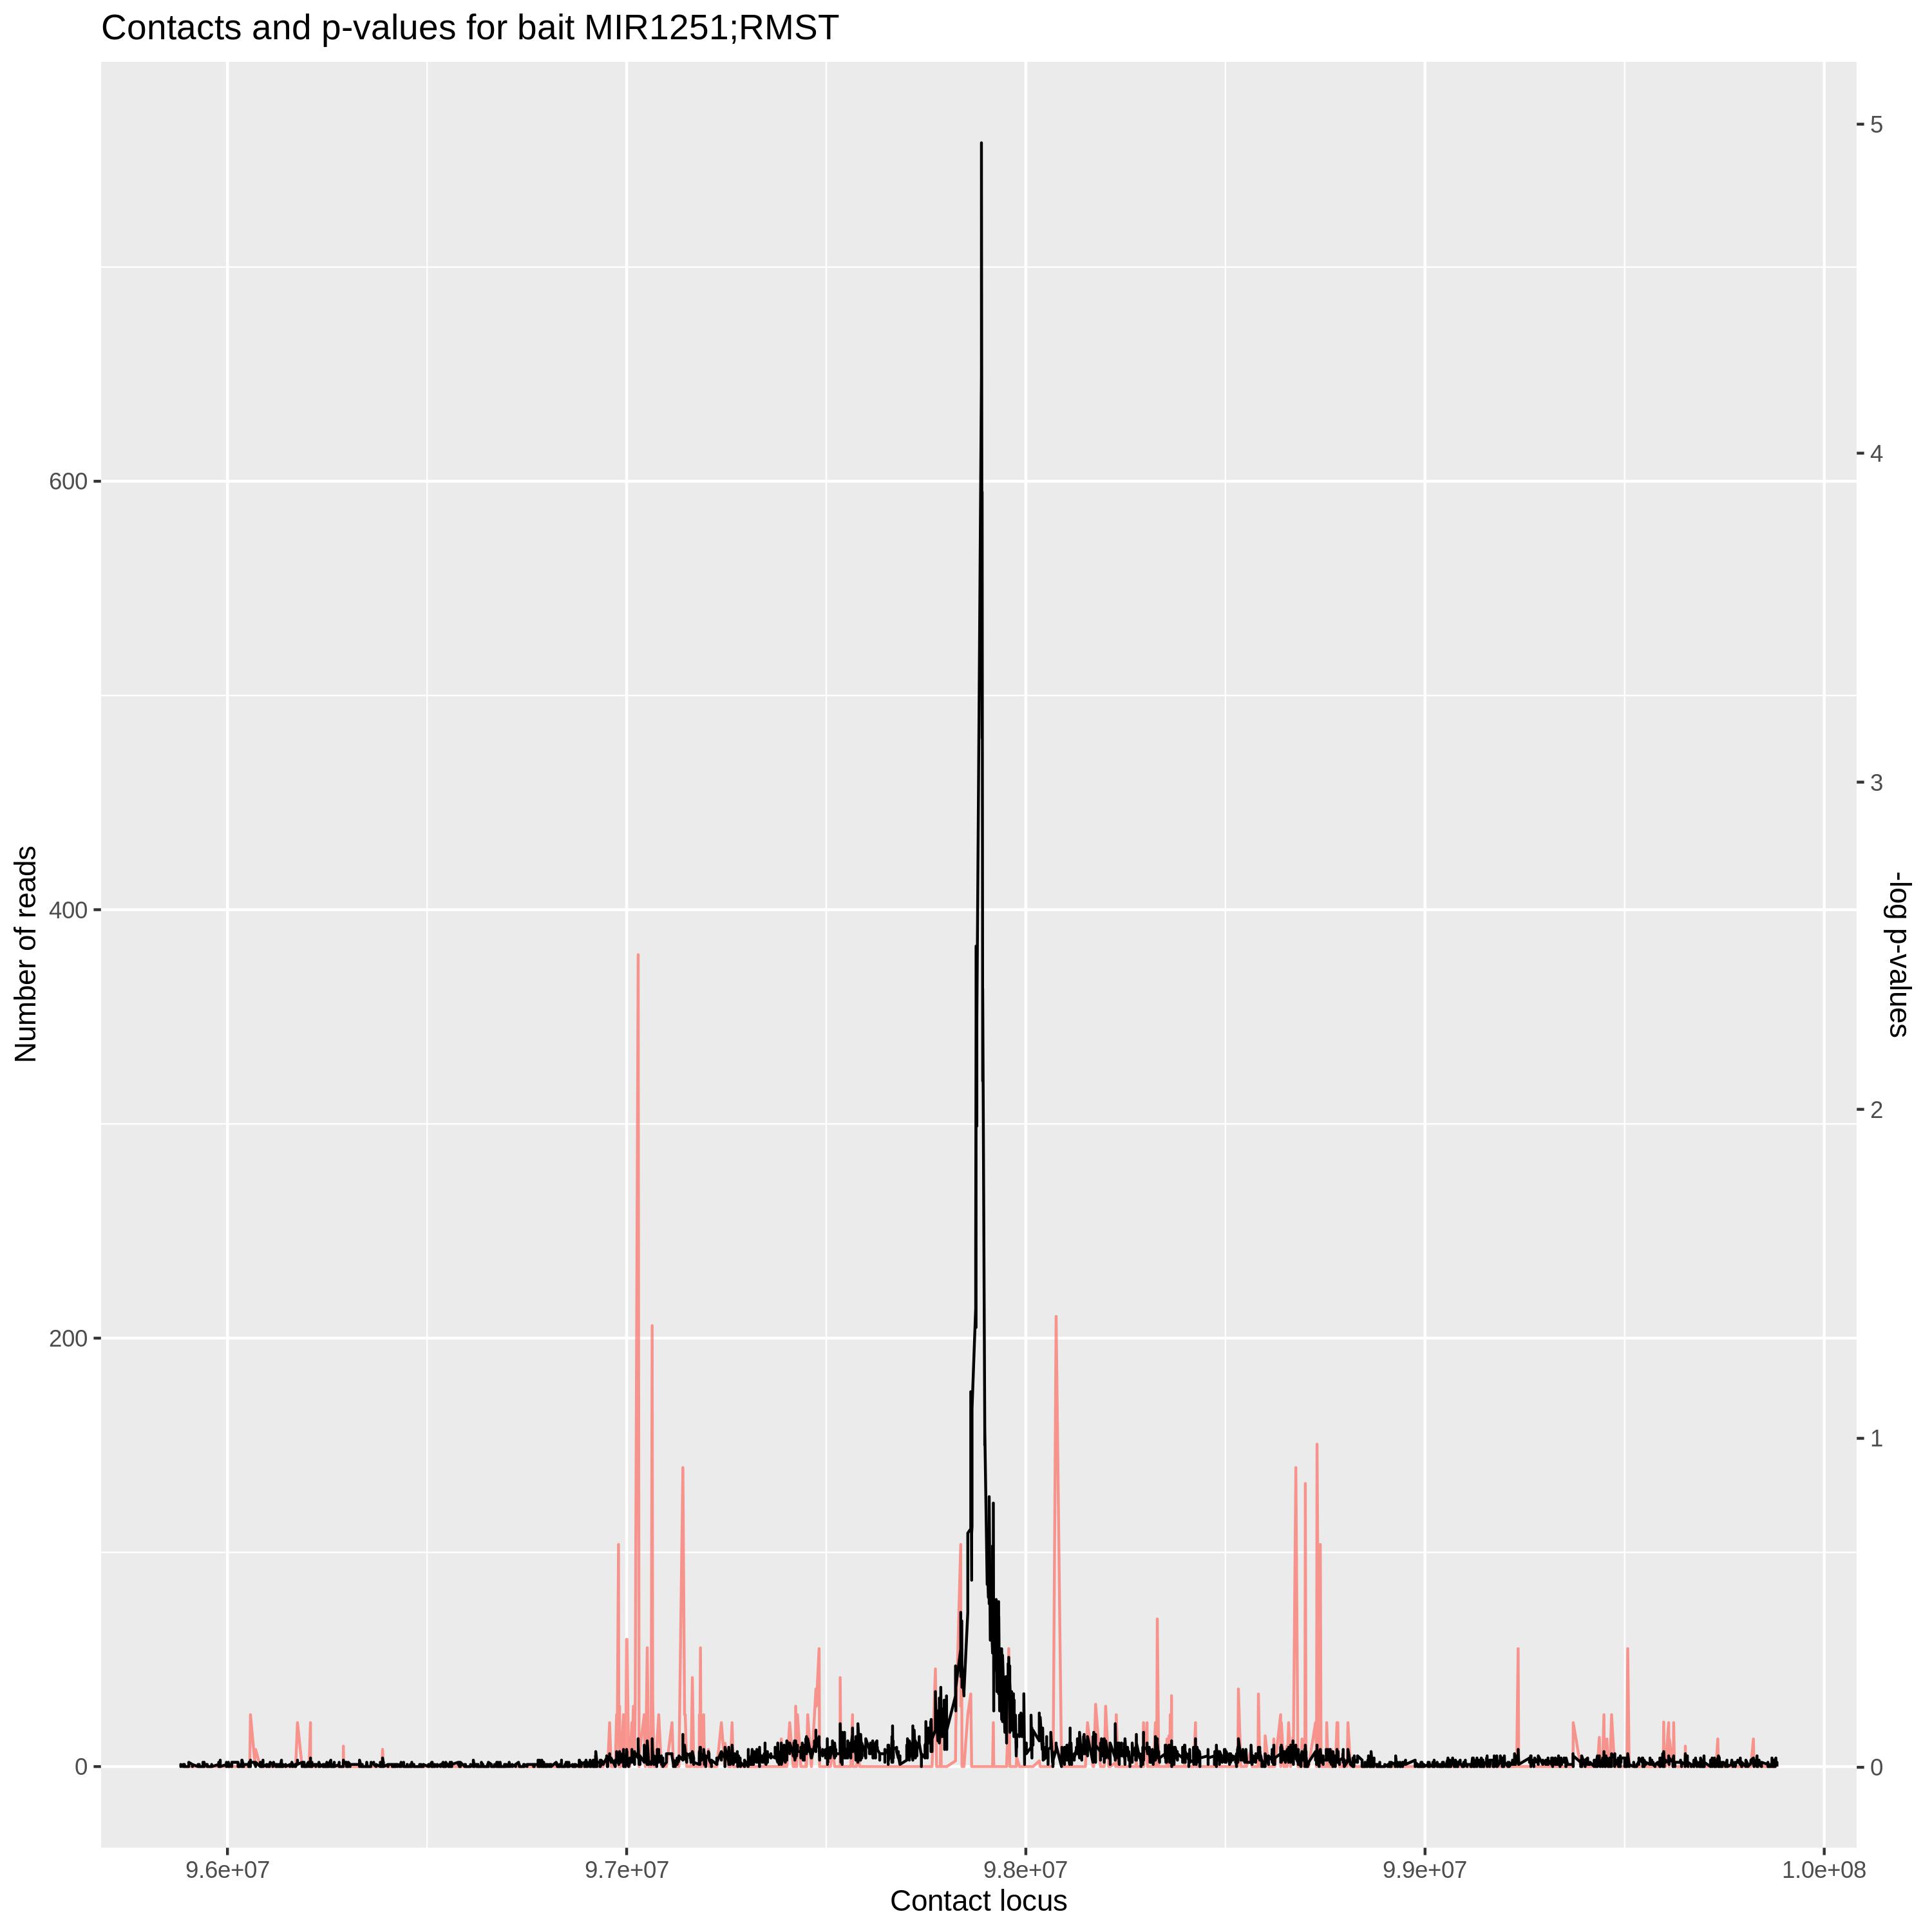 Contacts and p-values for bait MIR1251;RMST
5
4
600
3
Number of reads
400
-log p-values
2
200
1
0
0
9.6e+07
9.7e+07
9.8e+07
9.9e+07
1.0e+08
Contact locus